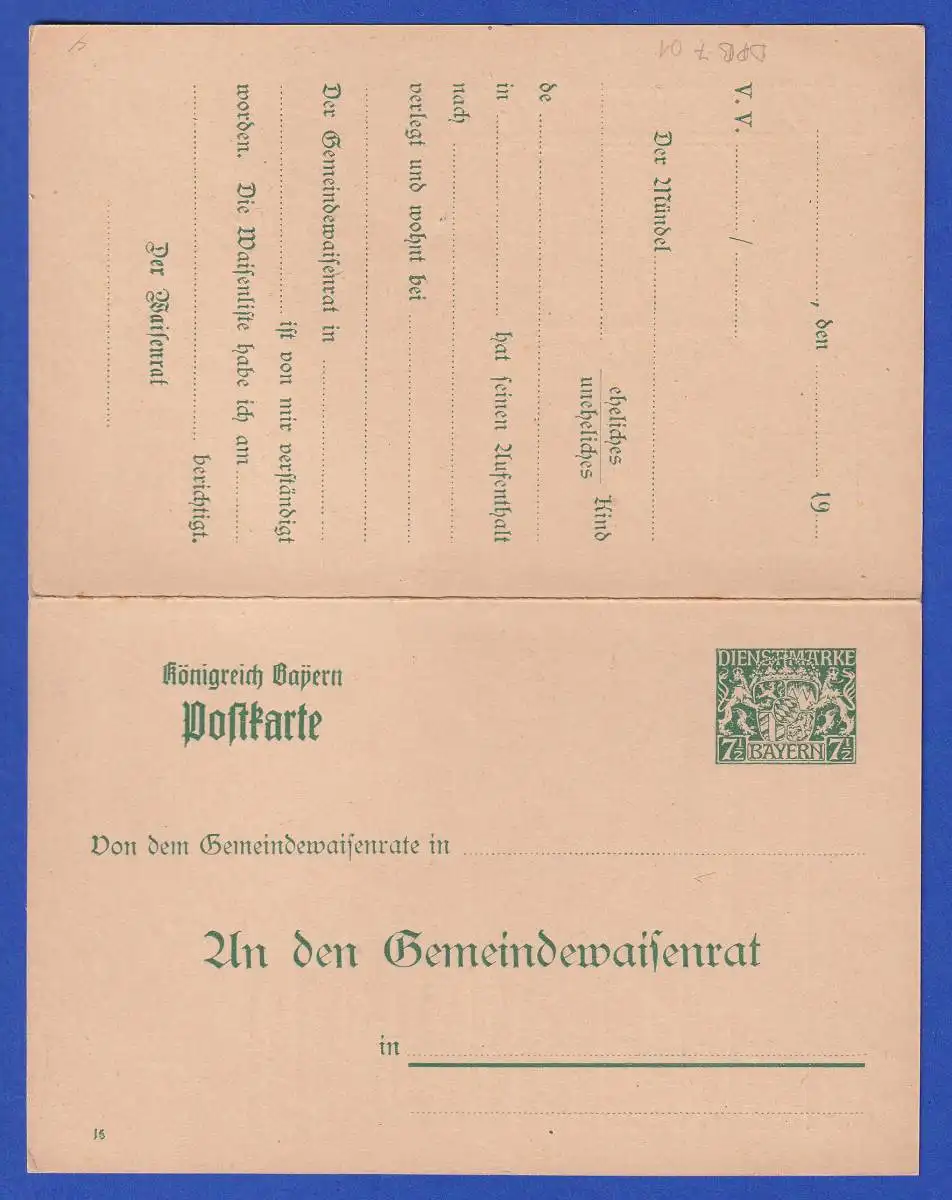 DPB 7 01
........................, den .................... 19....
V. V. ............... / ...............
Der Mündel ........................................
eheliches
........................ uneheliches Kind
de ........................................
in .................... hat seinen Aufenthalt
nach ........................................
verlegt und wohnt bei ....................
........................................
Der Gemeindewaisenrat in ....................
.................... ist von mir verständigt
worden. Die Waisenliste habe ich am ........
........................................ berichtigt.
Der Waisenrat
........................................
Königreich Bayern
Postkarte
DIENSTMARKE
7½ BAYERN 7½
Von dem Gemeindewaisenrate in ........................................
An den Gemeindewaisenrat
in ........................................
16